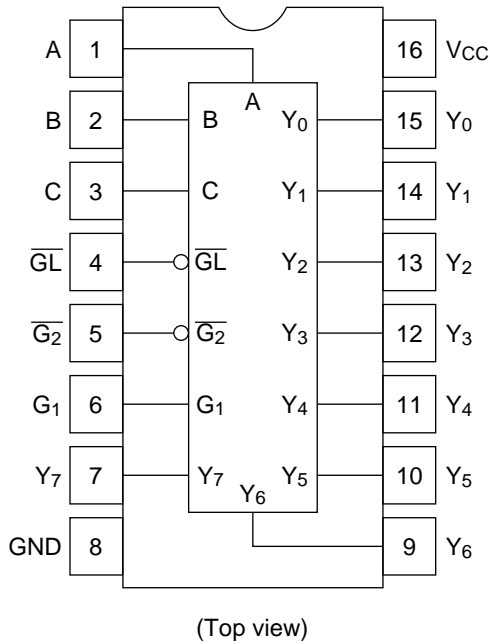 A 1 16 VCC
A
B 2 B Y0 15 Y0
C 3 C Y1 14 Y1
GL 4 GL Y2 13 Y2
G2 5 G2 Y3 12 Y3
G1 6 G1 Y4 11 Y4
Y7 7 Y7 Y5 10 Y5
Y6
GND 8 9 Y6
(Top view)